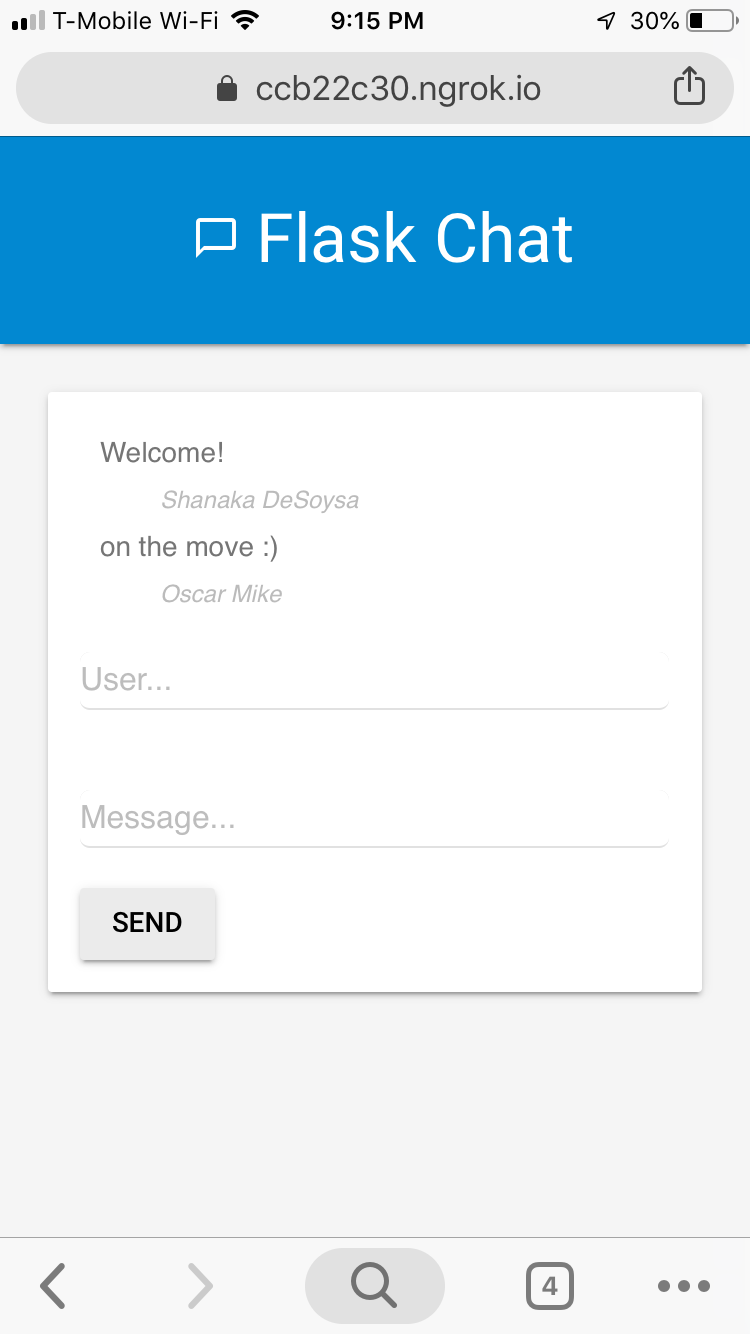 T-Mobile Wi-Fi 9:15 PM 30%
ccb22c30.ngrok.io
Flask Chat
Welcome!
Shanaka DeSoysa
on the move :)
Oscar Mike
User...
Message...
SEND
4